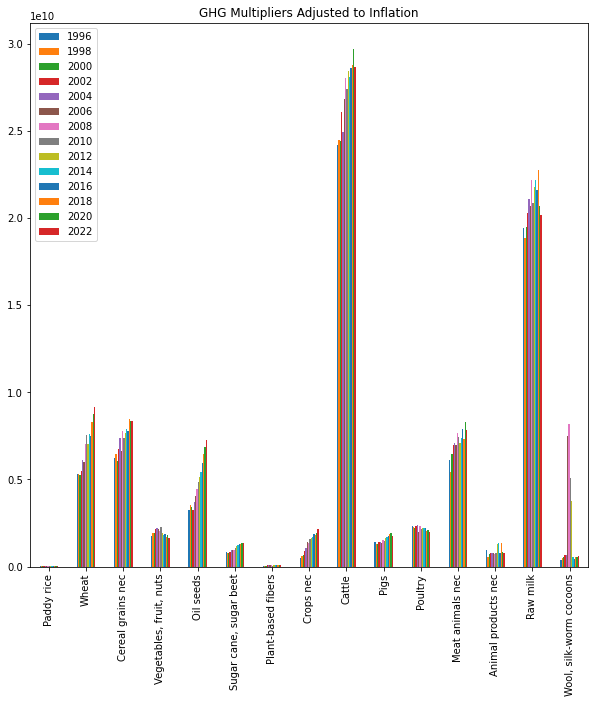 GHG Multipliers Adjusted to Inflation
1e10
3.0
2.5
2.0
1.5
1.0
0.5
0.0
1996
1998
2000
2002
2004
2006
2008
2010
2012
2014
2016
2018
2020
2022
Paddy rice
Wheat
Cereal grains nec
Vegetables, fruit, nuts
Oil seeds
Sugar cane, sugar beet
Plant-based fibers
Crops nec
Cattle
Pigs
Poultry
Meat animals nec
Animal products nec
Raw milk
Wool, silk-worm cocoons